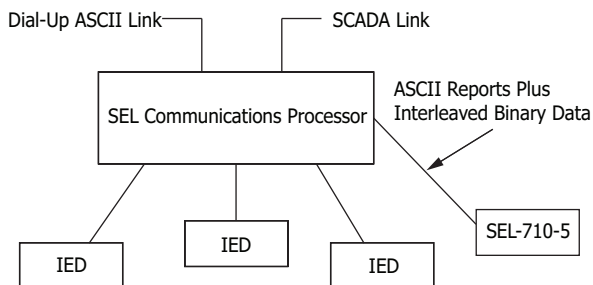 Dial-Up ASCII Link
SCADA Link
SEL Communications Processor
ASCII Reports Plus
Interleaved Binary Data
SEL-710-5
IED
IED
IED